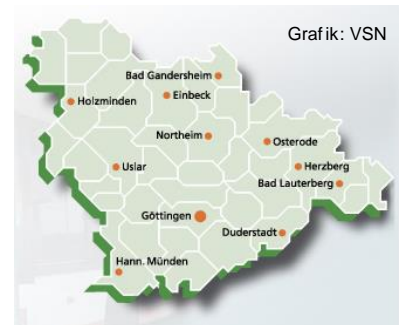 Grafik: VSN
Bad Gandersheim
Einbeck
Holzminden
Northeim
Osterode
Uslar
Herzberg
Bad Lauterberg
Göttingen
Duderstadt
Hann. Münden